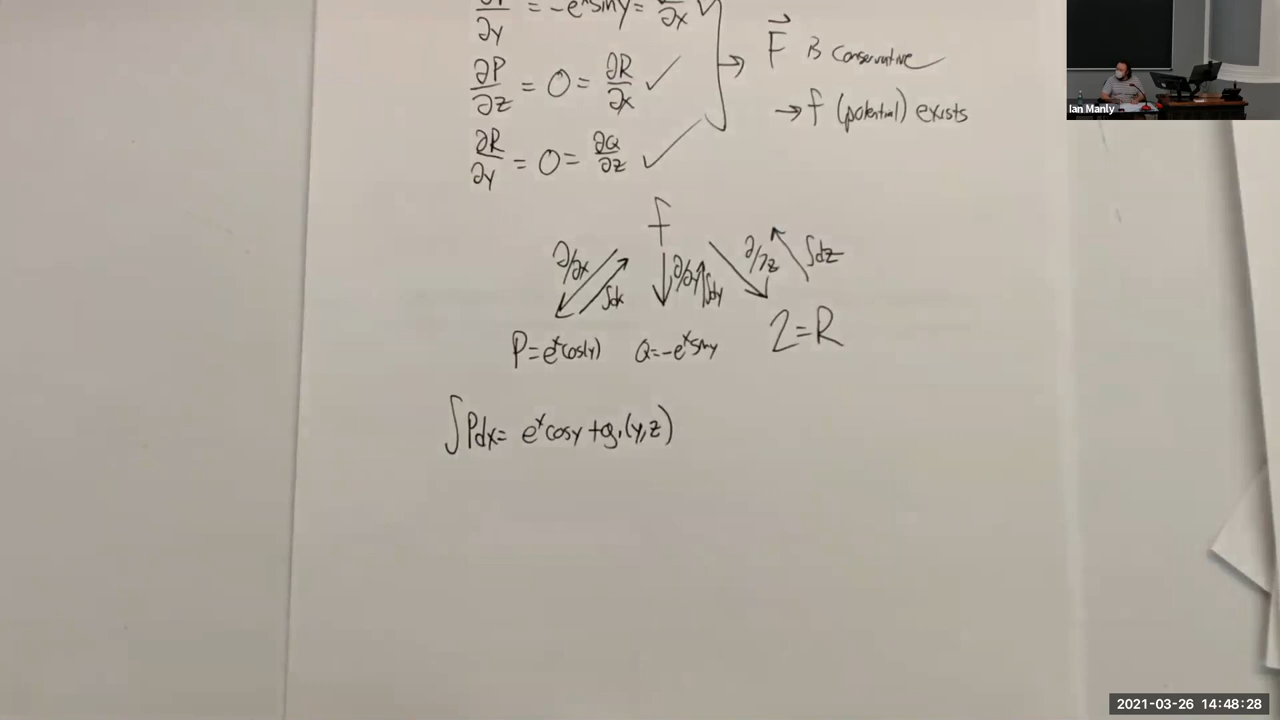 ∂P/∂y = -e^x sin y = ∂Q/∂x ✓
∂P/∂z = 0 = ∂R/∂x ✓
∂R/∂y = 0 = ∂Q/∂z ✓
→ F⃗ is conservative
→ f (potential) exists
f
∂/∂x ∫dx ∂/∂y ∫dy ∂/∂z ∫dz
P = e^x cos(y) Q = -e^x sin y 2 = R
∫Pdx = e^x cos y + g₁(y,z)
Ian Manly
2021-03-26 14:48:28